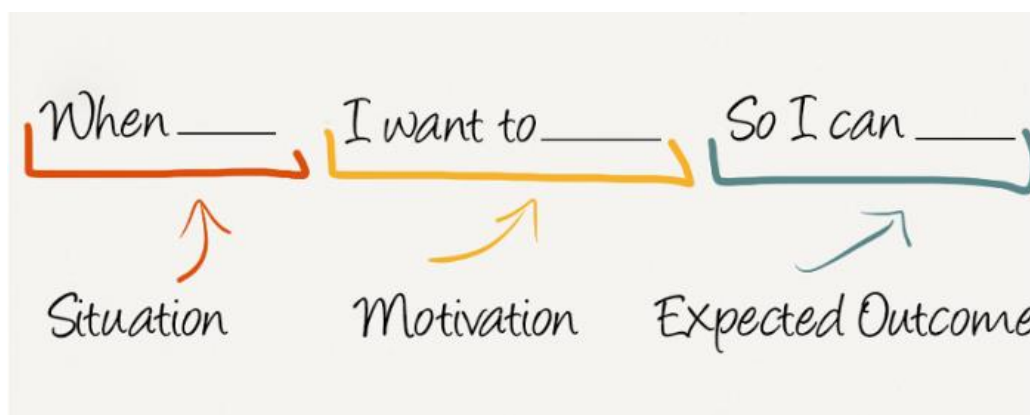 When ____ I want to ____ So I can ____
Situation Motivation Expected Outcome